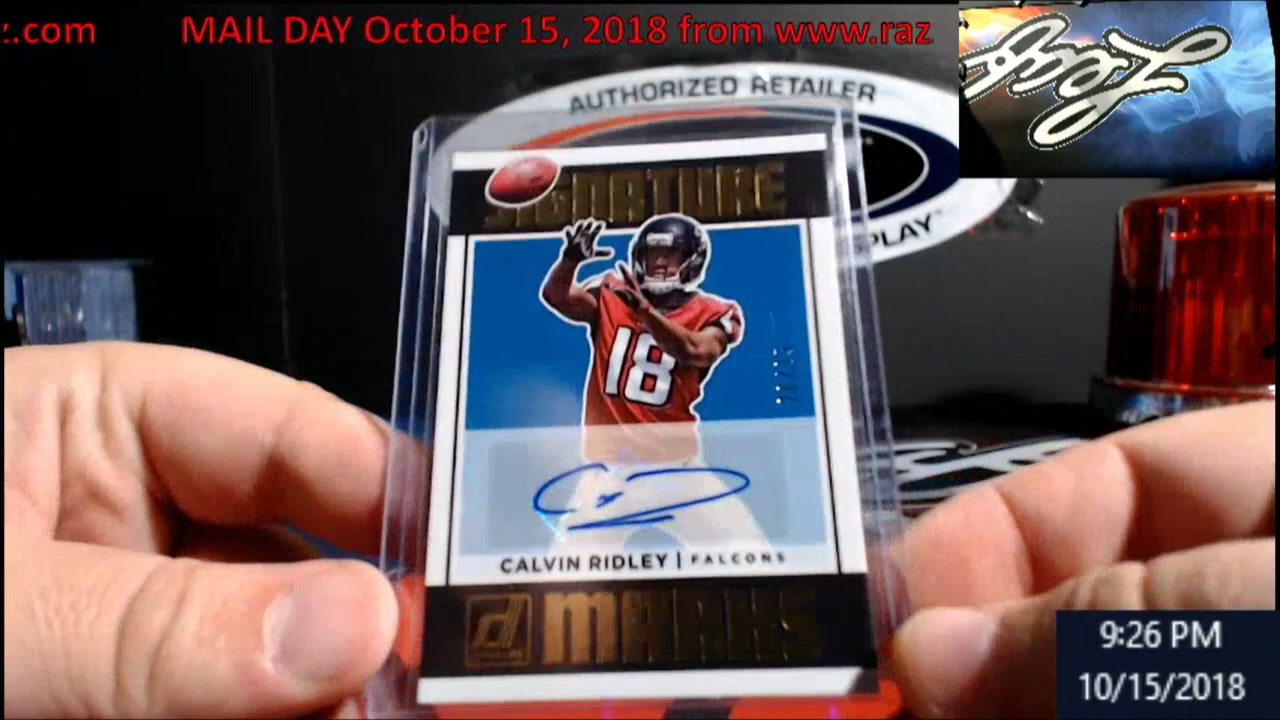 z.com MAIL DAY October 15, 2018 from www.raz
Leaf
AUTHORIZED RETAILER
PLAY
SIGNATURE
18
CALVIN RIDLEY | FALCONS
d
MARKS
9:26 PM
10/15/2018